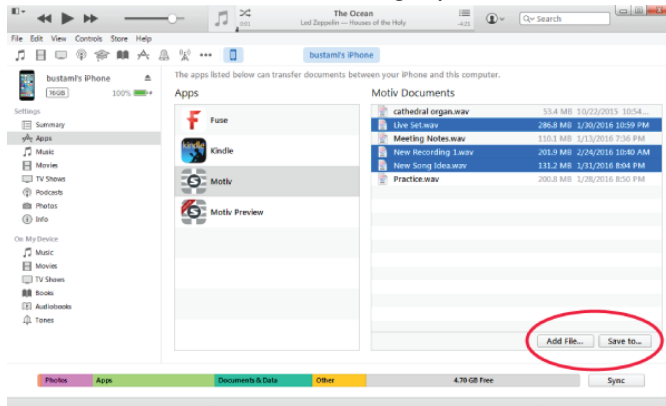 The Ocean
Led Zeppelin — Houses of the Holy
-4:21
Search
File Edit View Controls Store Help
bustami's iPhone
bustami's iPhone
16GB 100%
The apps listed below can transfer documents between your iPhone and this computer.
Apps
Motiv Documents
Settings
Summary
Apps
Music
Movies
TV Shows
Podcasts
Photos
Info
On My Device
Music
Movies
TV Shows
Books
Audiobooks
Tones
Fuse
kindle
Kindle
Motiv
Motiv Preview
cathedral organ.wav 53.4 MB 10/22/2015 10:54...
Live Set.wav 286.8 MB 1/30/2016 10:59 PM
Meeting Notes.wav 110.1 MB 1/13/2016 7:36 PM
New Recording 1.wav 201.9 MB 2/24/2016 10:40 AM
New Song Idea.wav 131.2 MB 1/31/2016 8:04 PM
Practice.wav 200.8 MB 1/28/2016 8:50 PM
Add File... Save to...
Photos Apps Documents & Data Other 4.70 GB Free Sync